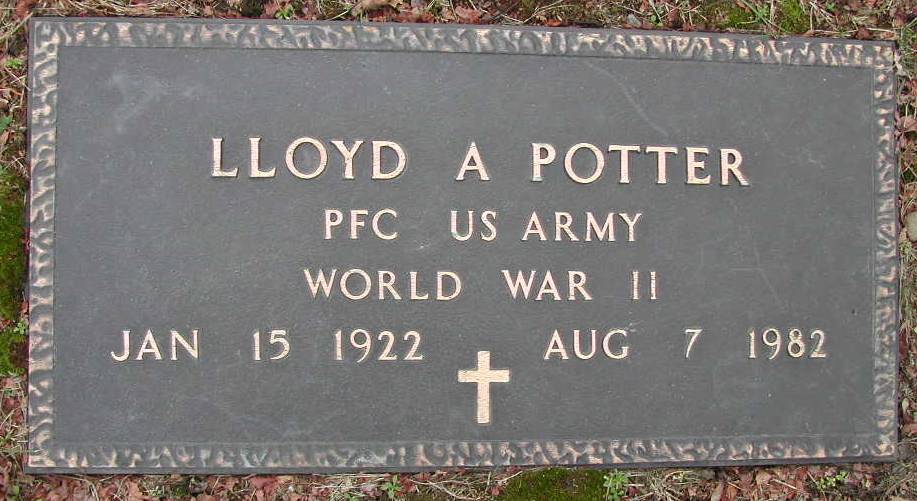 LLOYD A POTTER
PFC US ARMY
WORLD WAR II
JAN 15 1922 AUG 7 1982